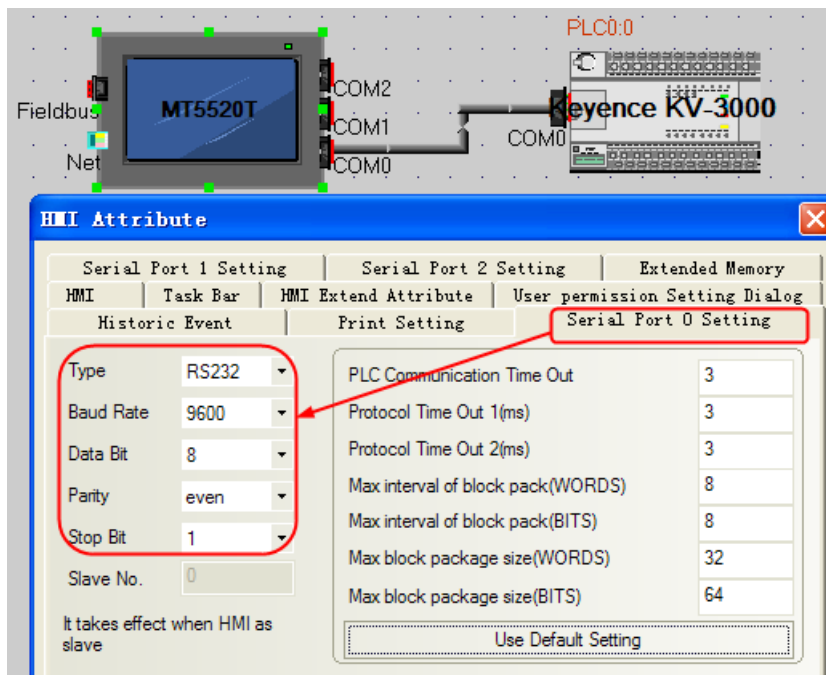 PLC0:0
COM2
Fieldbus
MT5520T
Keyence KV-3000
COM1
COM0
Net
COM0
HMI Attribute
Serial Port 1 Setting
Serial Port 2 Setting
Extended Memory
HMI
Task Bar
HMI Extend Attribute
User permission Setting Dialog
Historic Event
Print Setting
Serial Port 0 Setting
Type
RS232
PLC Communication Time Out
3
Baud Rate
9600
Protocol Time Out 1(ms)
3
Data Bit
8
Protocol Time Out 2(ms)
3
Parity
even
Max interval of block pack(WORDS)
8
Stop Bit
1
Max interval of block pack(BITS)
8
Slave No.
0
Max block package size(WORDS)
32
Max block package size(BITS)
64
It takes effect when HMI as
slave
Use Default Setting